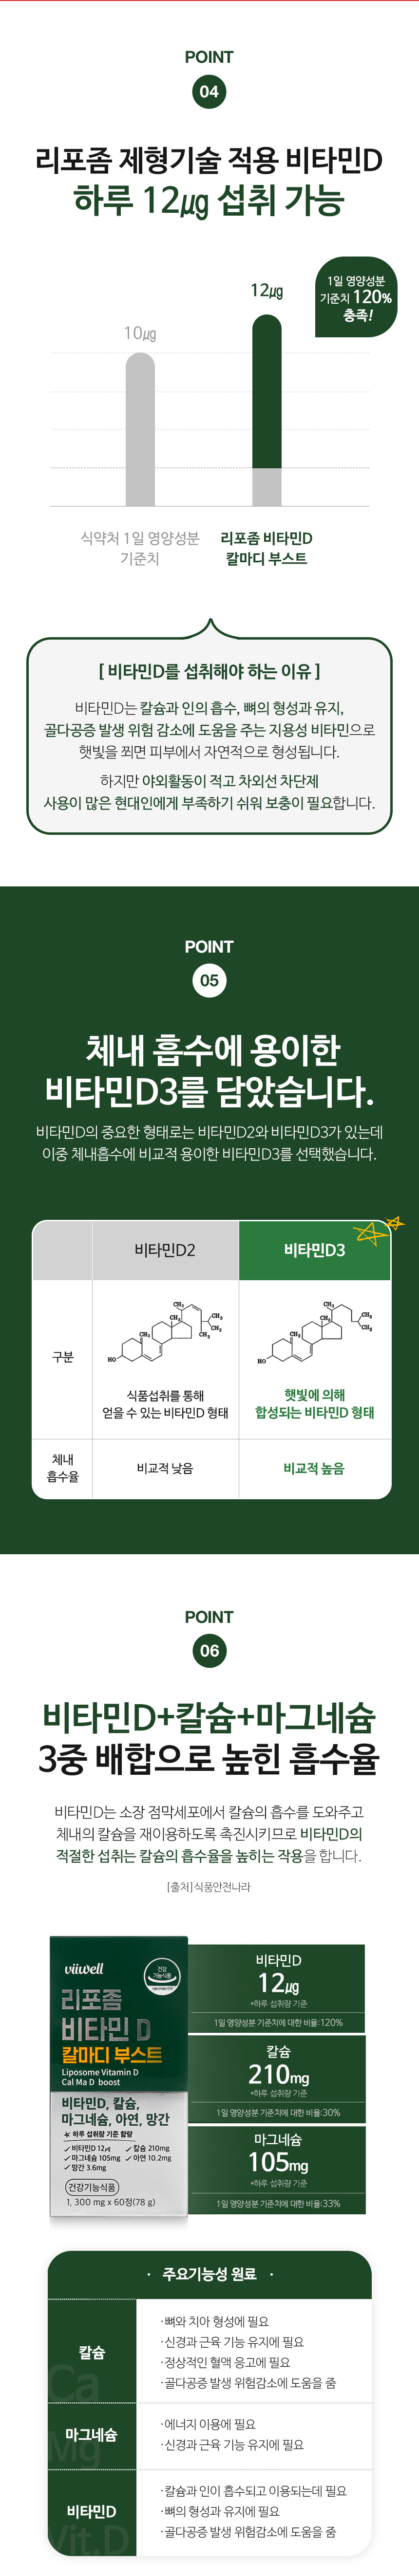 POINT
04
리포좀 제형기술 적용 비타민D
하루 12㎍ 섭취 가능
1일 영양성분
기준치 120%
충족!
12㎍
10㎍
식약처 1일 영양성분
기준치
리포좀 비타민D
칼마디 부스트
[ 비타민D를 섭취해야 하는 이유 ]
비타민D는 칼슘과 인의 흡수, 뼈의 형성과 유지,
골다공증 발생 위험 감소에 도움을 주는 지용성 비타민으로
햇빛을 쬐면 피부에서 자연적으로 형성됩니다.
하지만 야외활동이 적고 차외선 차단제
사용이 많은 현대인에게 부족하기 쉬워 보충이 필요합니다.
POINT
05
체내 흡수에 용이한
비타민D3를 담았습니다.
비타민D의 중요한 형태로는 비타민D2와 비타민D3가 있는데
이중 체내흡수에 비교적 용이한 비타민D3를 선택했습니다.
비타민D2
비타민D3
구분
CH₃
CH₃
CH₃
CH₃
CH₃
CH₂
HO
CH₃
CH₃
CH₃
CH₃
CH₂
HO
식품섭취를 통해
얻을 수 있는 비타민D 형태
햇빛에 의해
합성되는 비타민D 형태
체내
흡수율
비교적 낮음
비교적 높음
POINT
06
비타민D+칼슘+마그네슘
3중 배합으로 높힌 흡수율
비타민D는 소장 점막세포에서 칼슘의 흡수를 도와주고
체내의 칼슘을 재이용하도록 촉진시키므로 비타민D의
적절한 섭취는 칼슘의 흡수율을 높히는 작용을 합니다.
[출처]식품안전나라
viiwell
건강
기능식품
리포좀
비타민 D
칼마디 부스트
Liposome Vitamin D
Cal Ma D boost
비타민D, 칼슘,
마그네슘, 아연, 망간
★ 하루 섭취량 기준 함량
✓ 비타민D 12㎍ ✓ 칼슘 210mg
✓ 마그네슘 105mg ✓ 아연 10.2mg
✓ 망간 3.6mg
건강기능식품
1, 300 mg x 60정(78 g)
비타민D
12㎍
*하루 섭취량 기준
1일 영양성분 기준치에 대한 비율:120%
칼슘
210mg
*하루 섭취량 기준
1일 영양성분 기준치에 대한 비율:30%
마그네슘
105mg
*하루 섭취량 기준
1일 영양성분 기준치에 대한 비율:33%
· 주요기능성 원료 ·
칼슘
Ca
·뼈와 치아 형성에 필요
·신경과 근육 기능 유지에 필요
·정상적인 혈액 응고에 필요
·골다공증 발생 위험감소에 도움을 줌
마그네슘
Mg
·에너지 이용에 필요
·신경과 근육 기능 유지에 필요
비타민D
Vit.D
·칼슘과 인이 흡수되고 이용되는데 필요
·뼈의 형성과 유지에 필요
·골다공증 발생 위험감소에 도움을 줌